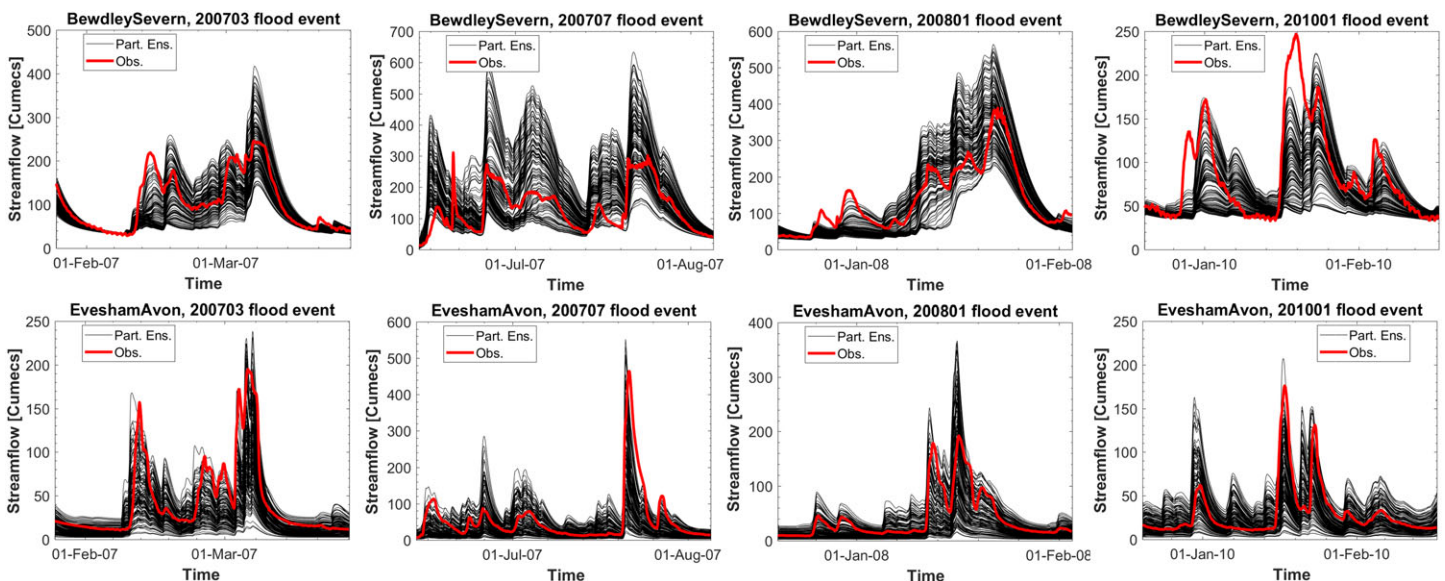 BewdleySevern, 200703 flood event
Streamflow [Cumecs]
500
400
300
200
100
0
Part. Ens.
Obs.
01-Feb-07
01-Mar-07
Time
BewdleySevern, 200707 flood event
Streamflow [Cumecs]
700
600
500
400
300
200
100
0
Part. Ens.
Obs.
01-Jul-07
01-Aug-07
Time
BewdleySevern, 200801 flood event
Streamflow [Cumecs]
600
500
400
300
200
100
0
Part. Ens.
Obs.
01-Jan-08
01-Feb-08
Time
BewdleySevern, 201001 flood event
Streamflow [Cumecs]
250
200
150
100
50
0
Part. Ens.
Obs.
01-Jan-10
01-Feb-10
Time
EveshamAvon, 200703 flood event
Streamflow [Cumecs]
250
200
150
100
50
0
Part. Ens.
Obs.
01-Feb-07
01-Mar-07
Time
EveshamAvon, 200707 flood event
Streamflow [Cumecs]
600
500
400
300
200
100
0
Part. Ens.
Obs.
01-Jul-07
01-Aug-07
Time
EveshamAvon, 200801 flood event
Streamflow [Cumecs]
400
300
200
100
0
Part. Ens.
Obs.
01-Jan-08
01-Feb-08
Time
EveshamAvon, 201001 flood event
Streamflow [Cumecs]
250
200
150
100
50
0
Part. Ens.
Obs.
01-Jan-10
01-Feb-10
Time